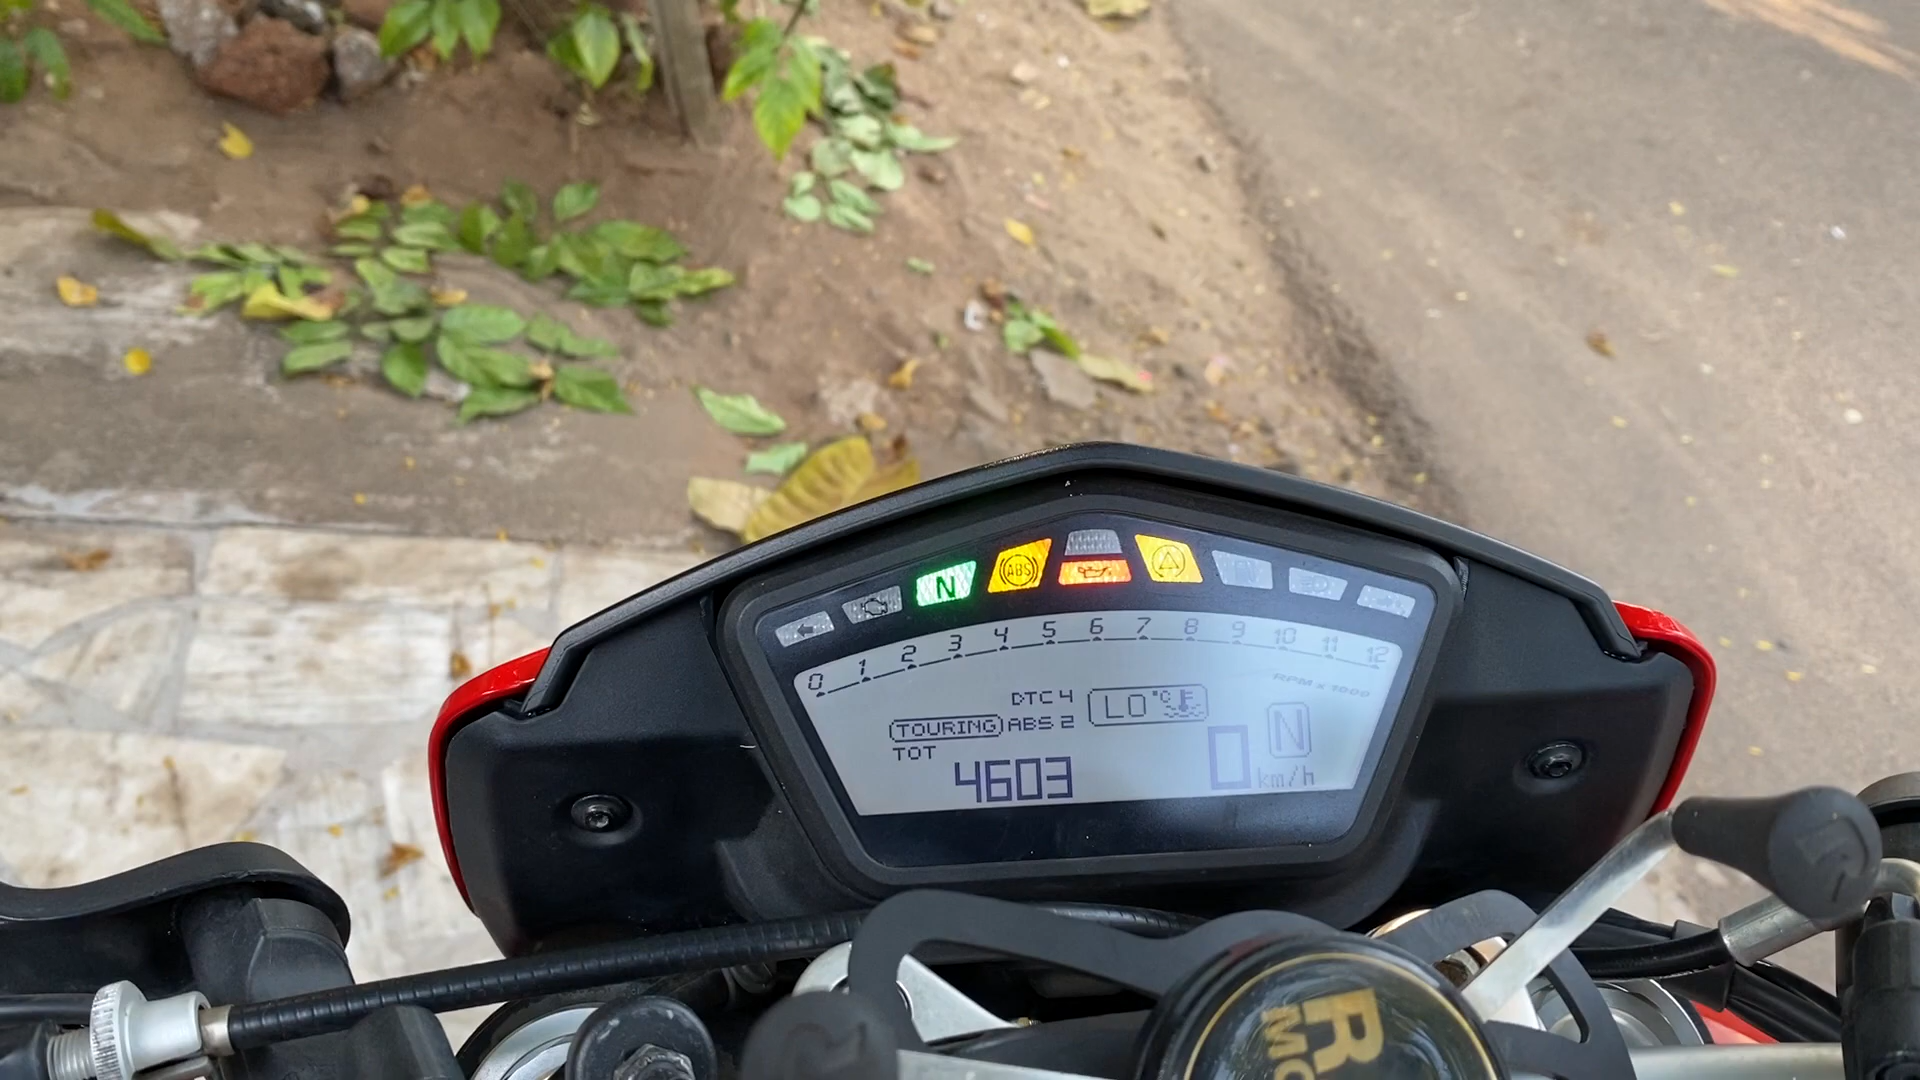 N ABS
0 1 2 3 4 5 6 7 8 9 10 11 12
RPM x 1000
DTC 4 LO °C
TOURING ABS 2 N
TOT
4603 0 km/h
R
MO